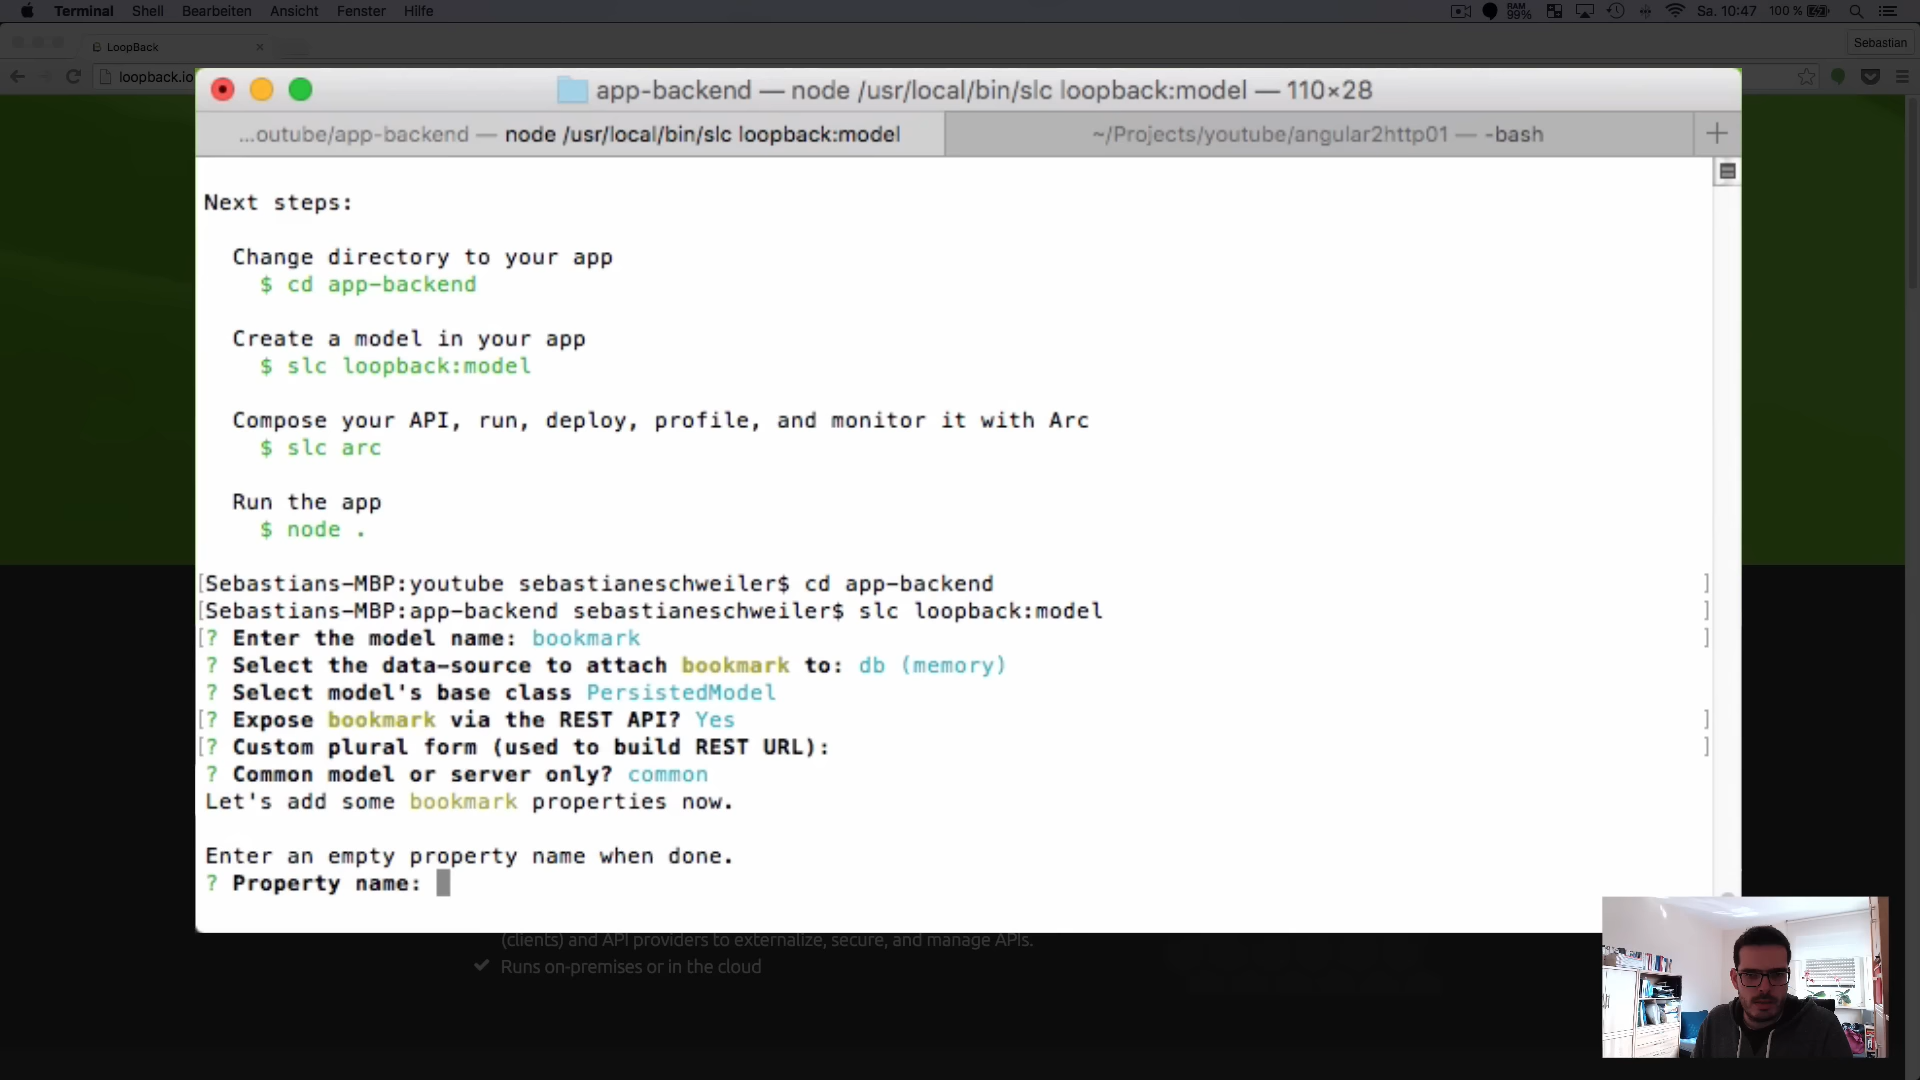 Terminal Shell Bearbeiten Ansicht Fenster Hilfe
RAM 99% Sa. 10:47 100 %
LoopBack
Sebastian
loopback.io
app-backend — node /usr/local/bin/slc loopback:model — 110×28
...outube/app-backend — node /usr/local/bin/slc loopback:model
~/Projects/youtube/angular2http01 — -bash
Next steps:
Change directory to your app
$ cd app-backend
Create a model in your app
$ slc loopback:model
Compose your API, run, deploy, profile, and monitor it with Arc
$ slc arc
Run the app
$ node .
[Sebastians-MBP:youtube sebastianeschweiler$ cd app-backend ]
[Sebastians-MBP:app-backend sebastianeschweiler$ slc loopback:model ]
[? Enter the model name: bookmark ]
? Select the data-source to attach bookmark to: db (memory)
? Select model's base class PersistedModel
[? Expose bookmark via the REST API? Yes ]
[? Custom plural form (used to build REST URL): ]
? Common model or server only? common
Let's add some bookmark properties now.
Enter an empty property name when done.
? Property name:
(clients) and API providers to externalize, secure, and manage APIs.
Runs on-premises or in the cloud